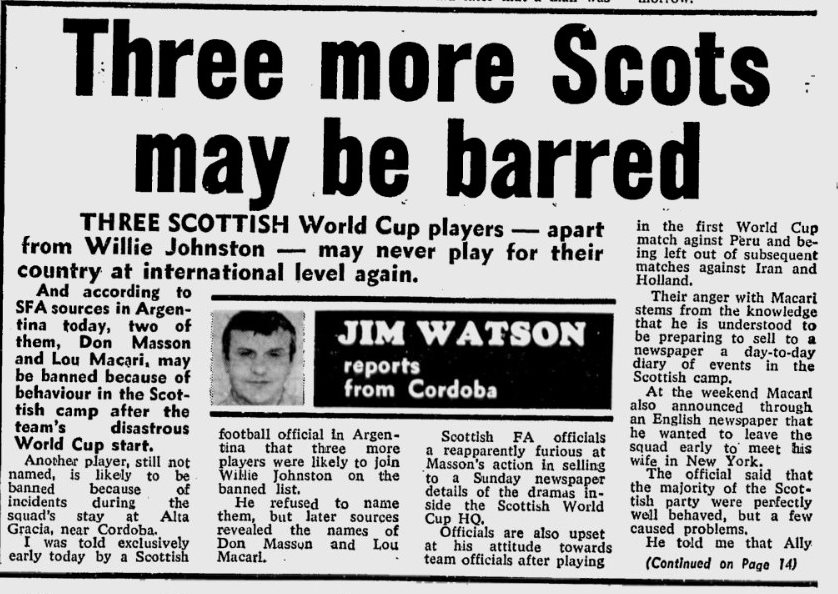 Three more Scots
may be barred
THREE SCOTTISH World Cup players — apart
from Willie Johnston — may never play for their
country at international level again.
And according to
SFA sources in Argen-
tina today, two of
them, Don Masson
and Lou Macari, may
be banned because of
behaviour in the Scot-
tish camp after the
team's disastrous
World Cup start.
Another player, still not
named, is likely to be
banned because of
incidents during the
squad's stay at Alta
Gracia, near Cordoba.
I was told exclusively
early today by a Scottish
JIM WATSON
reports
from Cordoba
football official in Argen-
tina that three more
players were likely to join
Willie Johnston on the
banned list.
He refused to name
them, but later sources
revealed the names of
Don Masson and Lou
Macari.
Scottish FA officials
a reapparently furious at
Masson's action in selling
to a Sunday newspaper
details of the dramas in-
side the Scottish World
Cup HQ.
Officials are also upset
at his attitude towards
team officials after playing
in the first World Cup
match aginst Peru and be-
ing left out of subsequent
matches against Iran and
Holland.
Their anger with Macari
stems from the knowledge
that he is understood to
be preparing to sell to a
newspaper a day-to-day
diary of events in the
Scottish camp.
At the weekend Macari
also announced through
an English newspaper that
he wanted to leave the
squad early to meet his
wife in New York.
The official said that
the majority of the Scot-
tish party were perfectly
well behaved, but a few
caused problems.
He told me that Ally
(Continued on Page 14)